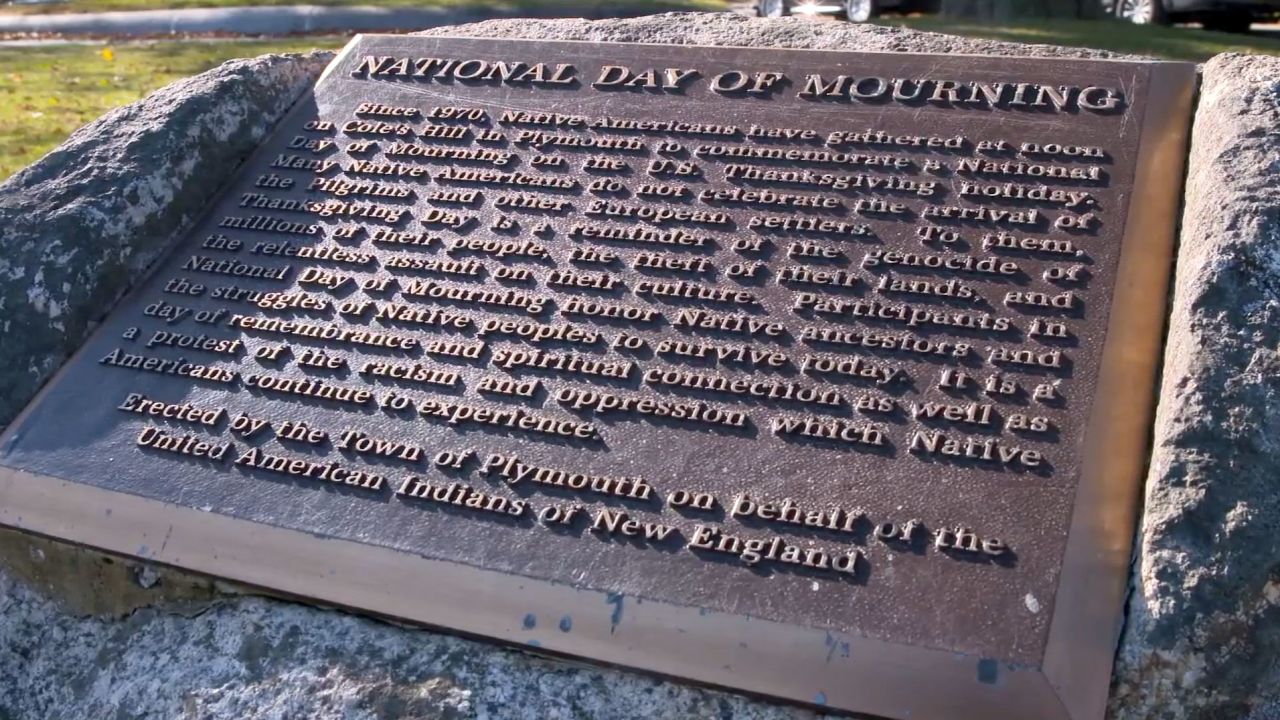 NATIONAL DAY OF MOURNING
Since 1970, Native Americans have gathered at noon
on Cole's Hill in Plymouth to commemorate a National
Day of Mourning on the U.S. Thanksgiving holiday.
Many Native Americans do not celebrate the arrival of
the Pilgrims and other European settlers. To them,
Thanksgiving Day is a reminder of the genocide of
millions of their people, the theft of their lands, and
the relentless assault on their culture. Participants in
National Day of Mourning honor Native ancestors and
the struggles of Native peoples to survive today. It is a
day of remembrance and spiritual connection as well as
a protest of the racism and oppression which Native
Americans continue to experience.
Erected by the Town of Plymouth on behalf of the
United American Indians of New England